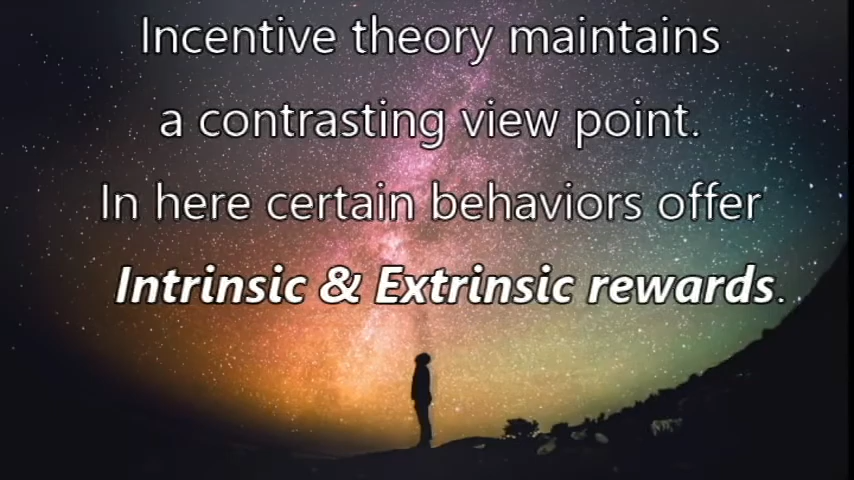 Incentive theory maintains
a contrasting view point.
In here certain behaviors offer
Intrinsic & Extrinsic rewards.